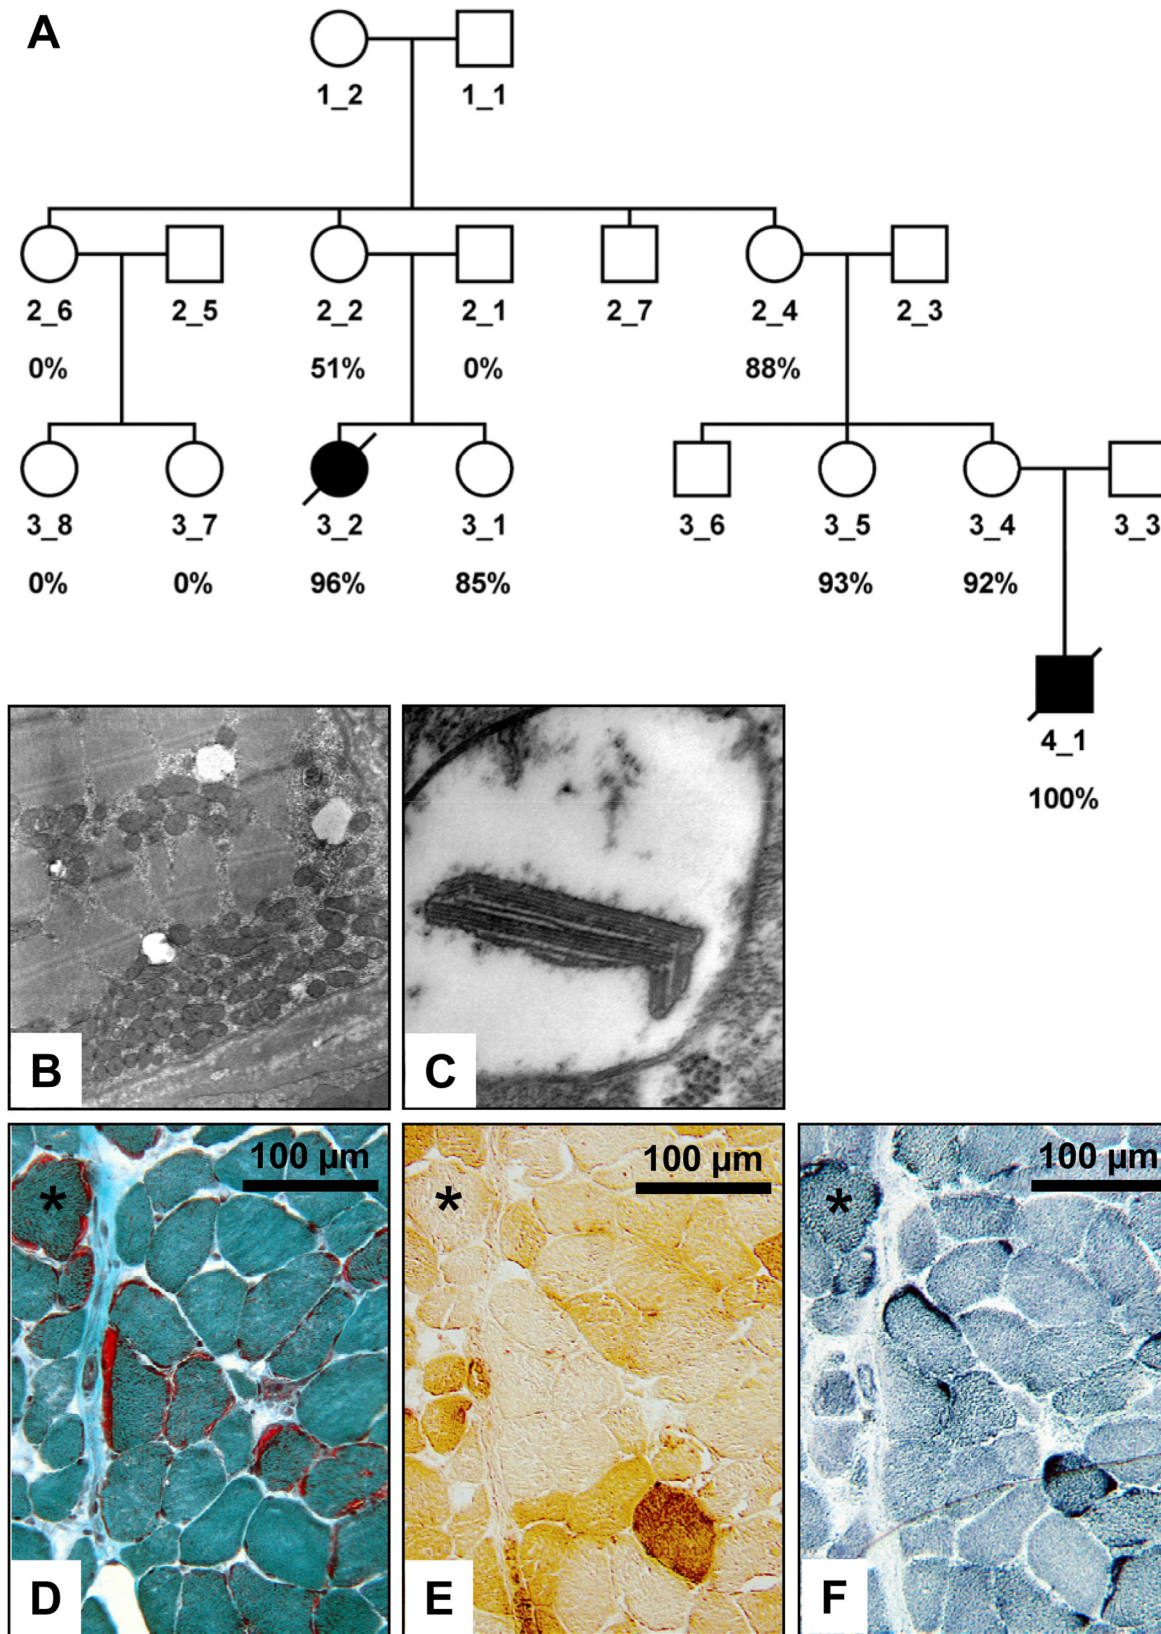 A
1_2 1_1
2_6 2_5 2_2 2_1 2_7 2_4 2_3
0% 51% 0% 88%
3_8 3_7 3_2 3_1 3_6 3_5 3_4 3_3
0% 0% 96% 85% 93% 92%
4_1
100%
B C
100 µm 100 µm 100 µm
* * *
D E F